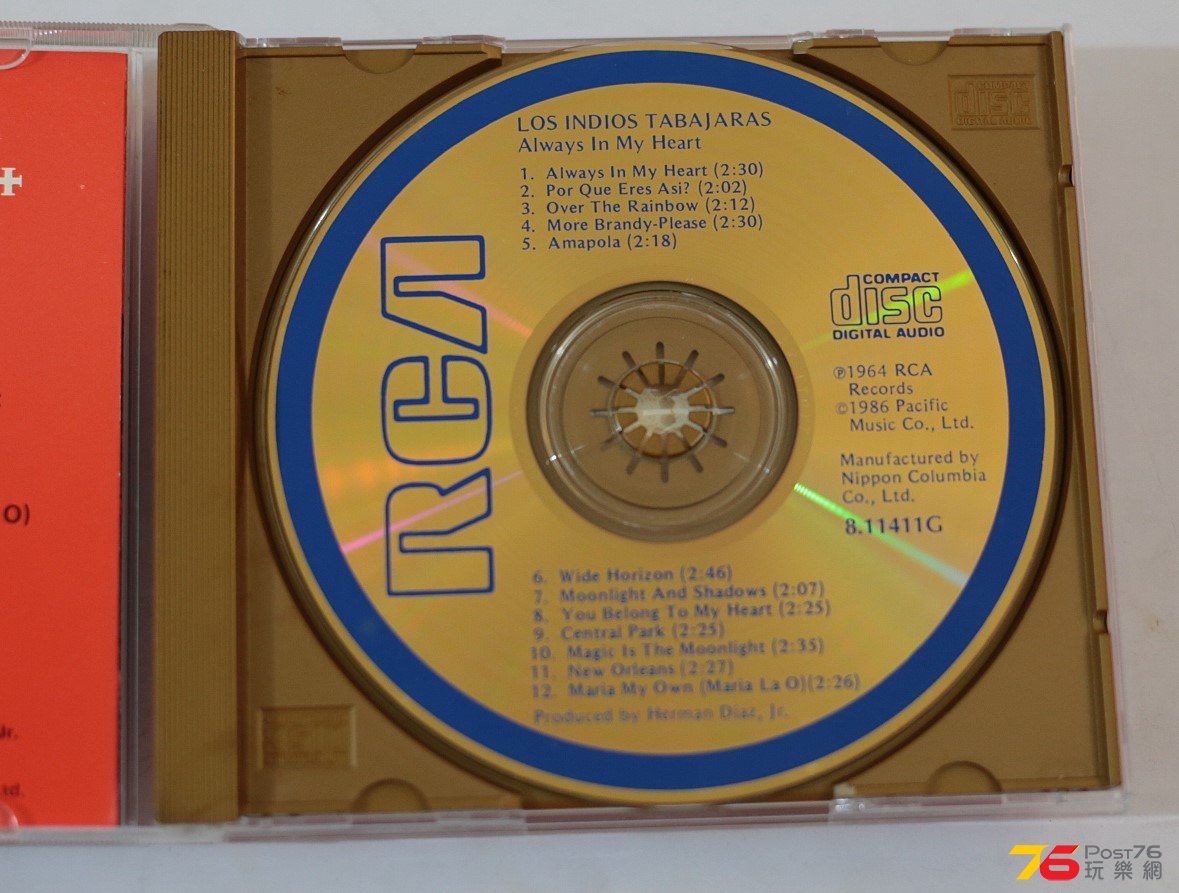 LOS INDIOS TABAJARAS
Always In My Heart
1. Always In My Heart (2:30)
2. Por Que Eres Asi? (2:02)
3. Over The Rainbow (2:12)
4. More Brandy-Please (2:30)
5. Amapola (2:18)
RCA
COMPACT
disc
DIGITAL AUDIO
℗1964 RCA
Records
©1986 Pacific
Music Co., Ltd.
Manufactured by
Nippon Columbia
Co., Ltd.
8.11411G
6. Wide Horizon (2:46)
7. Moonlight And Shadows (2:07)
8. You Belong To My Heart (2:25)
9. Central Park (2:25)
10. Magic Is The Moonlight (2:35)
11. New Orleans (2:27)
12. Maria My Own (Maria La O)(2:26)
Produced by Herman Diaz, Jr.
COMPACT
disc
DIGITAL AUDIO
O)
Jr.
Ltd.
76 Post76
玩樂網